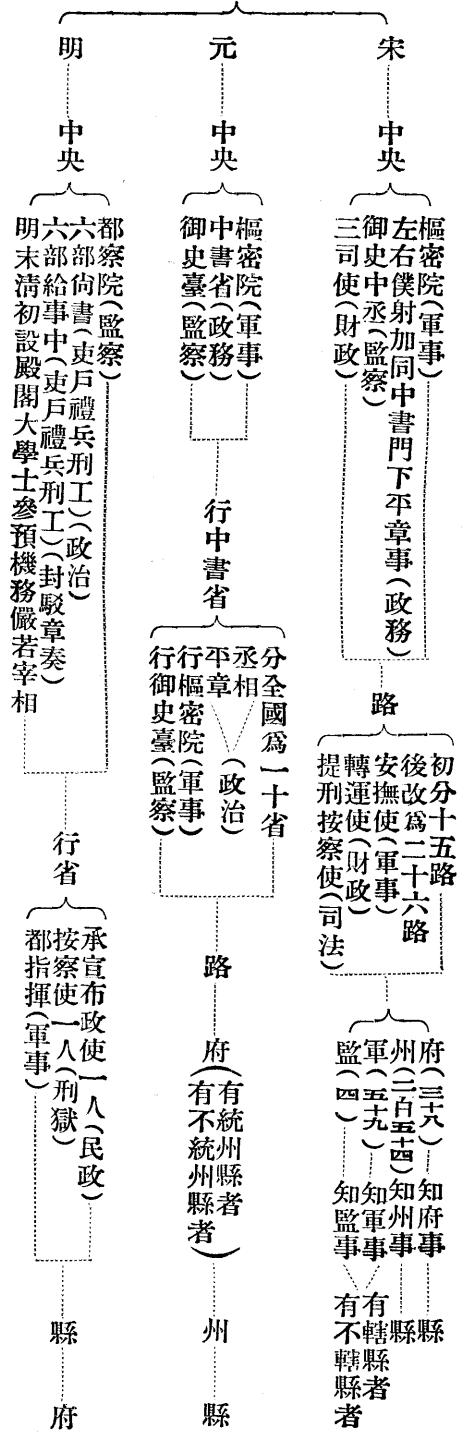 宋
中央
樞密院(軍事)
左右僕射加同中書門下平章事(政務)
御史中丞(監察)
三司使(財政)
路
初分十五路
後改爲二十六路
安撫使(軍事)
轉運使(財政)
提刑按察使(司法)
府(三十八)知府事 縣
州(二百五十四)知州事 縣
軍(五十九)知軍事
監(四)知監事
有轄縣者
有不轄縣者
元
中央
樞密院(軍事)
中書省(政務)
御史臺(監察)
行中書省
分全國爲一十省
丞相
平章
(政治)
行樞密院(軍事)
行御史臺(監察)
路
府(有統州縣者
有不統州縣者)
州
縣
明
中央
都察院(監察)
六部尙書(吏戶禮兵刑工)(政治)
六部給事中(吏戶禮兵刑工)(封駁章奏)
明末淸初設殿閣大學士參預機務儼若宰相
行省
承宣布政使一人(民政)
按察使一人(刑獄)
都指揮(軍事)
縣
府